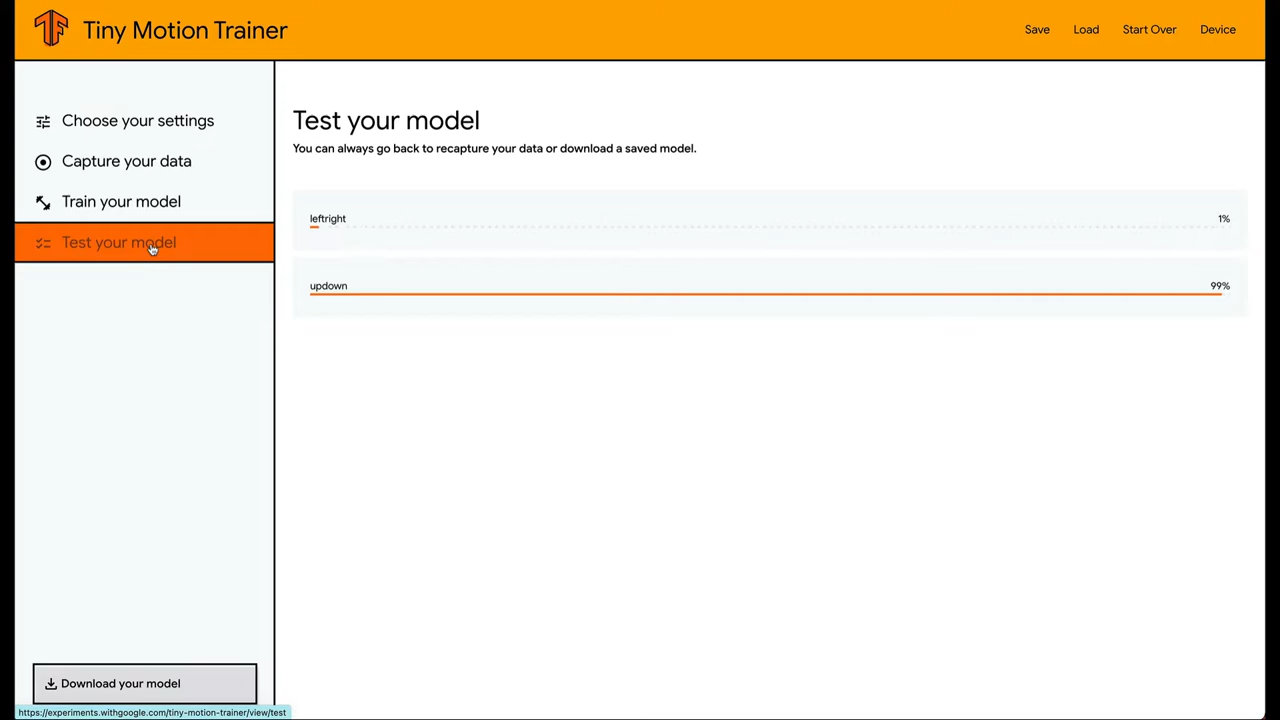 Tiny Motion Trainer
Save
Load
Start Over
Device
Choose your settings
Capture your data
Train your model
Test your model
Test your model
You can always go back to recapture your data or download a saved model.
leftright
1%
updown
99%
Download your model
https://experiments.withgoogle.com/tiny-motion-trainer/view/test